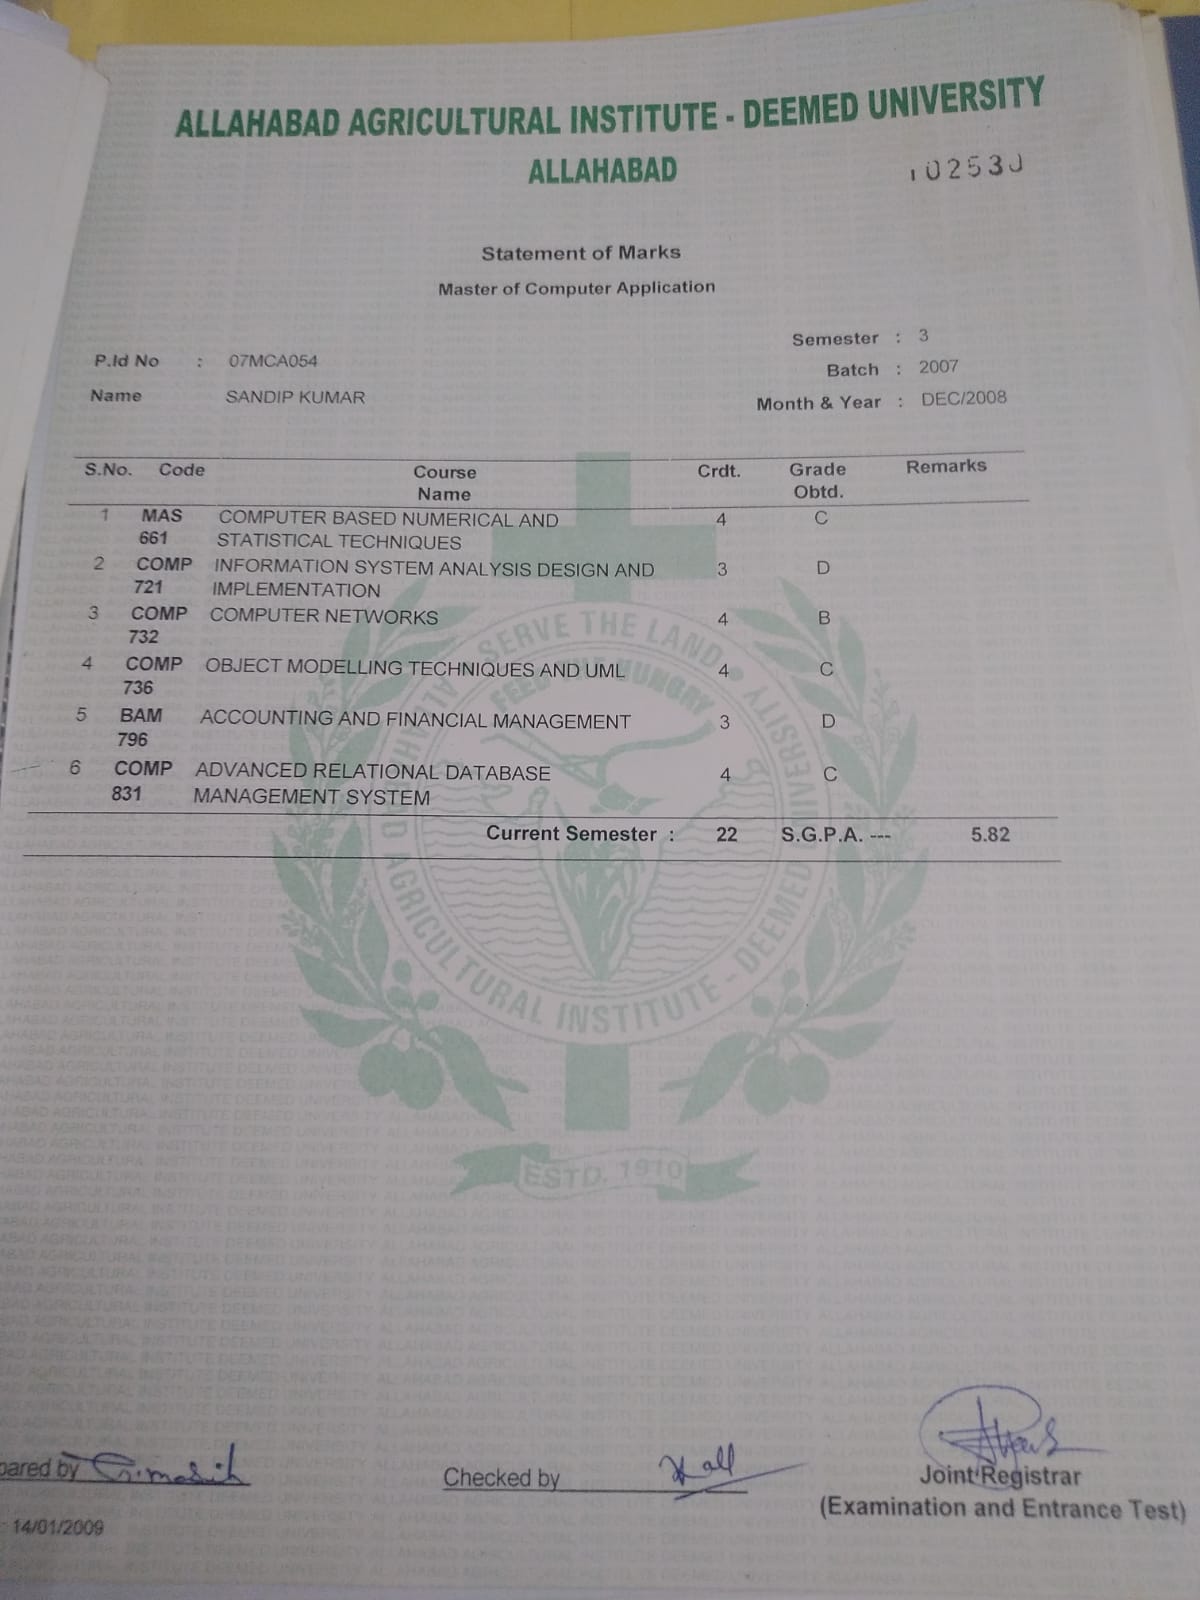 ALLAHABAD AGRICULTURAL INSTITUTE - DEEMED UNIVERSITY
ALLAHABAD
102530
Statement of Marks
Master of Computer Application
Semester : 3
P.Id No : 07MCA054
Batch : 2007
Name SANDIP KUMAR
Month & Year : DEC/2008
S.No. Code Course Name Crdt. Grade Obtd. Remarks
1 MAS 661 COMPUTER BASED NUMERICAL AND STATISTICAL TECHNIQUES 4 C
2 COMP 721 INFORMATION SYSTEM ANALYSIS DESIGN AND IMPLEMENTATION 3 D
3 COMP 732 COMPUTER NETWORKS 4 B
4 COMP 736 OBJECT MODELLING TECHNIQUES AND UML 4 C
5 BAM 796 ACCOUNTING AND FINANCIAL MANAGEMENT 3 D
6 COMP 831 ADVANCED RELATIONAL DATABASE MANAGEMENT SYSTEM 4 C
Current Semester : 22 S.G.P.A. --- 5.82
SERVE THE LAND
FEED THE HUNGRY
ALLAHABAD AGRICULTURAL INSTITUTE - DEEMED UNIVERSITY
ESTD. 1910
pared by
Checked by
Joint Registrar
(Examination and Entrance Test)
: 14/01/2009